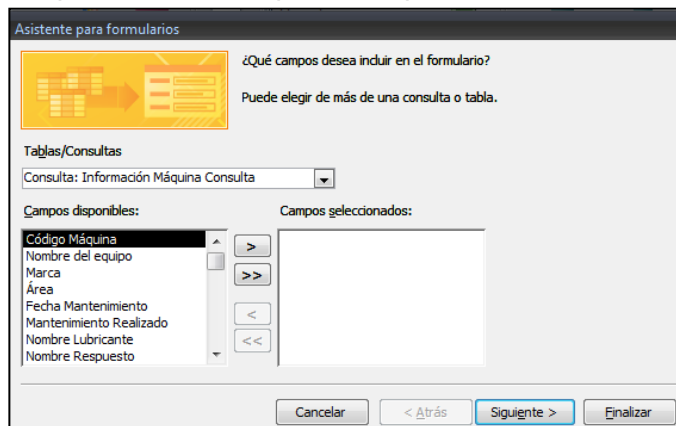 Asistente para formularios
¿Qué campos desea incluir en el formulario?
Puede elegir de más de una consulta o tabla.
Tablas/Consultas
Consulta: Información Máquina Consulta
Campos disponibles:
Campos seleccionados:
Código Máquina
Nombre del equipo
Marca
Área
Fecha Mantenimiento
Mantenimiento Realizado
Nombre Lubricante
Nombre Respuesto
>
>>
<
<<
Cancelar
< Atrás
Siguiente >
Finalizar